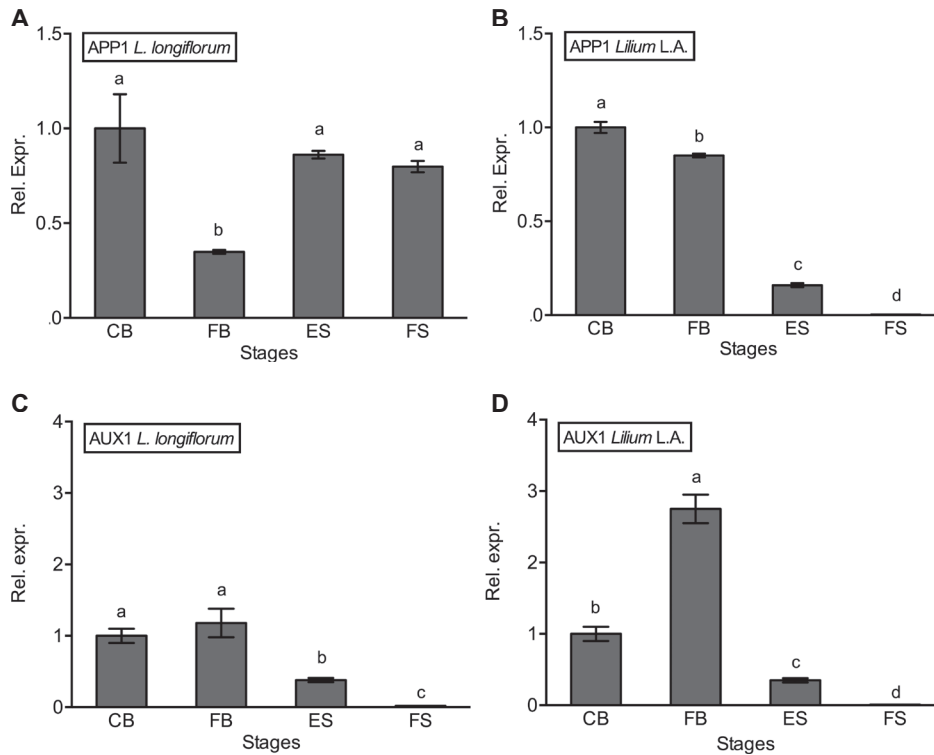 A
1.5
APP1 L. longiflorum
a
1.0
a
a
Rel. Expr.
0.5
b
.0
CB FB ES FS
Stages
B
1.5
APP1 Lilium L.A.
a
1.0
b
Rel. Expr.
0.5
c
d
.0
CB FB ES FS
Stages
C
4
AUX1 L. longiflorum
3
Rel. expr.
2
a
a
1
b
c
0
CB FB ES FS
Stages
D
4
AUX1 Lilium L.A.
a
3
Rel. expr.
2
b
1
c
d
0
CB FB ES FS
Stages